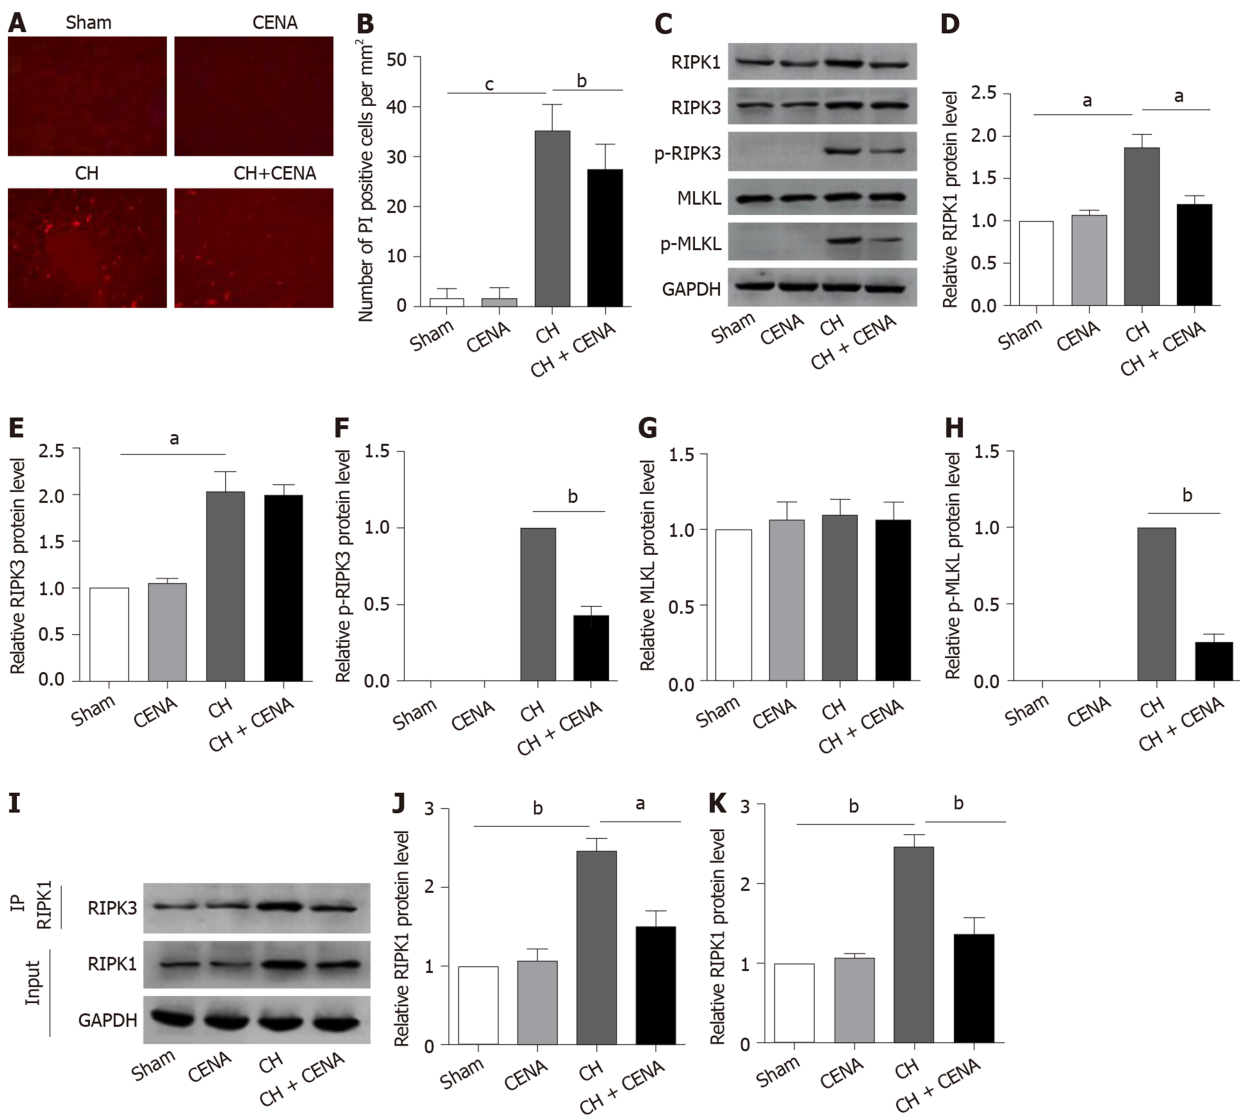 A
Sham
CENA
CH
CH+CENA
B
Number of PI positive cells per mm2
50
40
30
20
10
0
c
b
Sham
CENA
CH
CH + CENA
C
RIPK1
RIPK3
p-RIPK3
MLKL
p-MLKL
GAPDH
Sham
CENA
CH
CH + CENA
D
Relative RIPK1 protein level
2.5
2.0
1.5
1.0
0.5
0.0
a
a
Sham
CENA
CH
CH + CENA
E
Relative RIPK3 protein level
2.5
2.0
1.0
1.0
0.5
0.0
a
Sham
CENA
CH
CH + CENA
F
Relative p-RIPK3 protein level
1.5
1.0
0.5
0.0
b
Sham
CENA
CH
CH + CENA
G
Relative MLKL protein level
1.5
1.0
0.5
0.0
Sham
CENA
CH
CH + CENA
H
Relative p-MLKL protein level
1.5
1.0
0.5
0.0
b
Sham
CENA
CH
CH + CENA
I
IP
RIPK1
RIPK3
Input
RIPK1
GAPDH
Sham
CENA
CH
CH + CENA
J
Relative RIPK1 protein level
3
2
1
0
b
a
Sham
CENA
CH
CH + CENA
K
Relative RIPK1 protein level
3
2
1
0
b
b
Sham
CENA
CH
CH + CENA